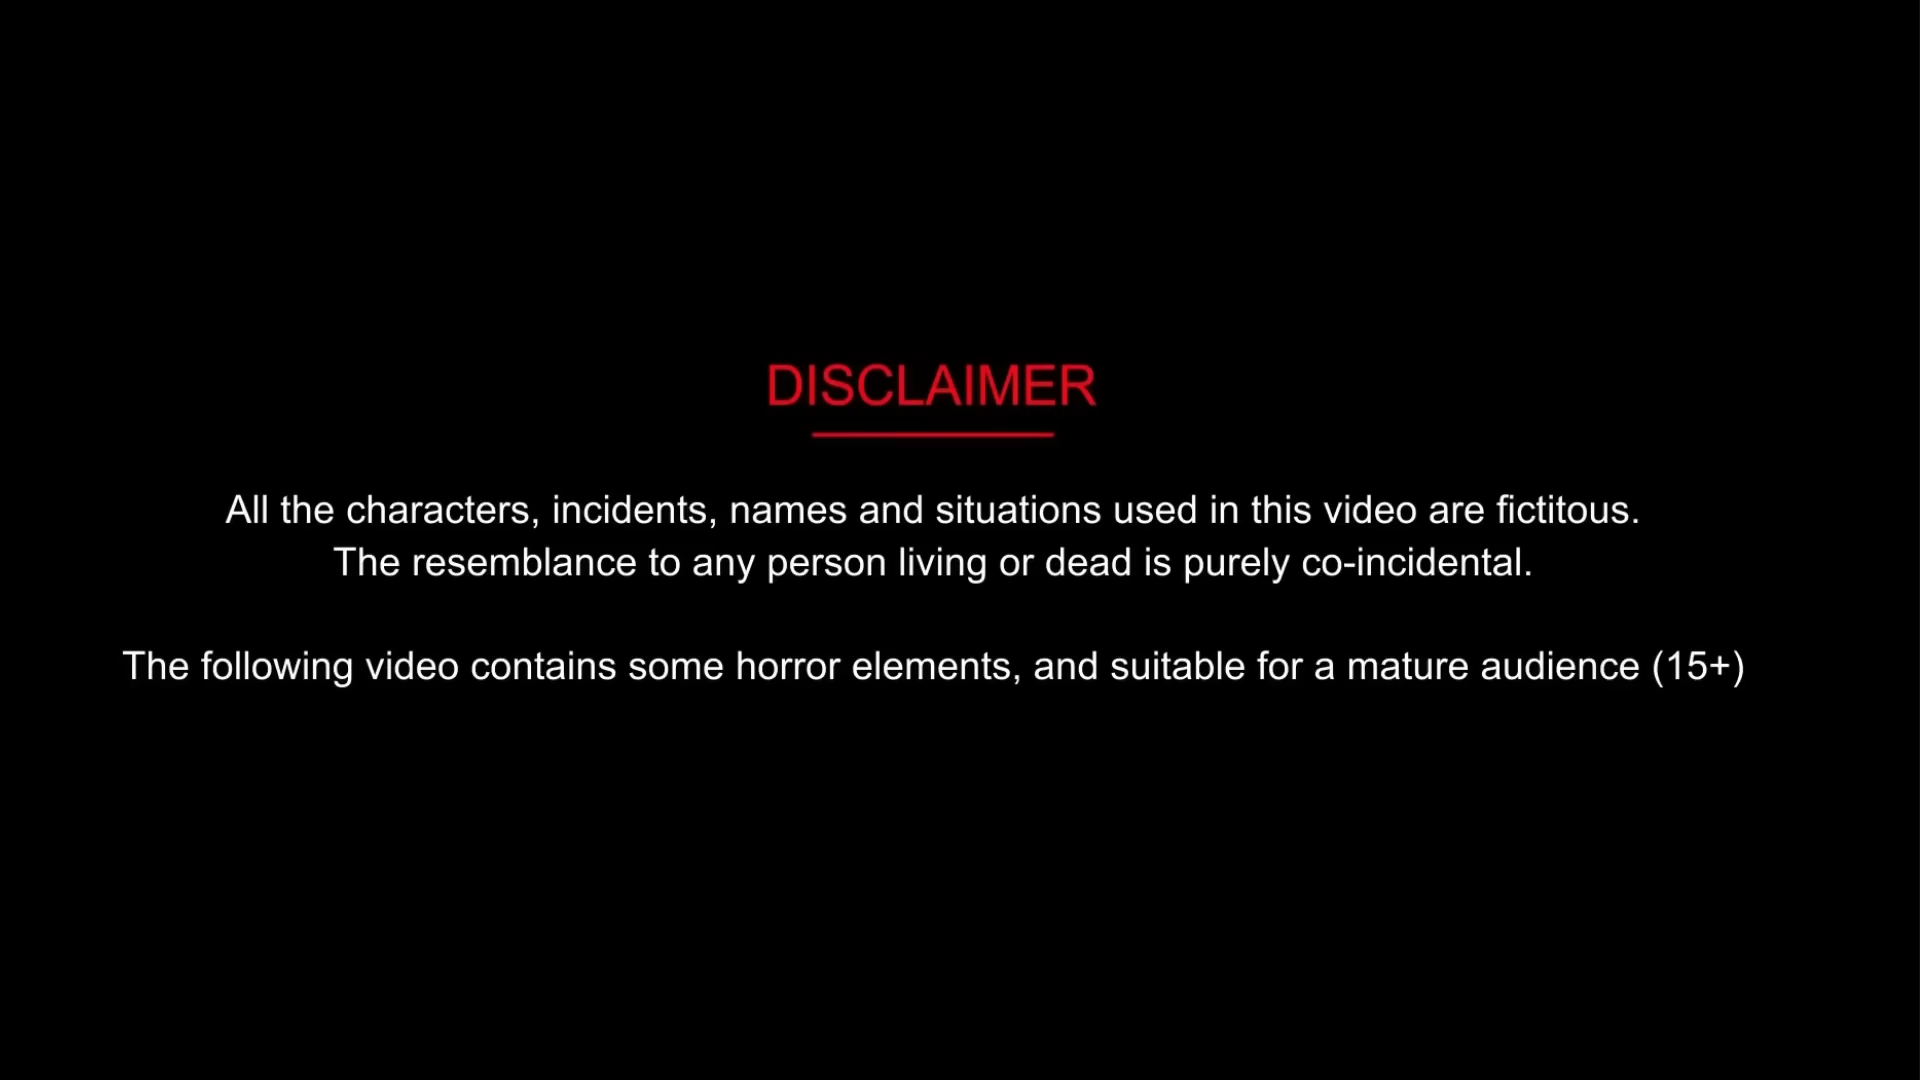 DISCLAIMER
All the characters, incidents, names and situations used in this video are fictitous.
The resemblance to any person living or dead is purely co-incidental.
The following video contains some horror elements, and suitable for a mature audience (15+)